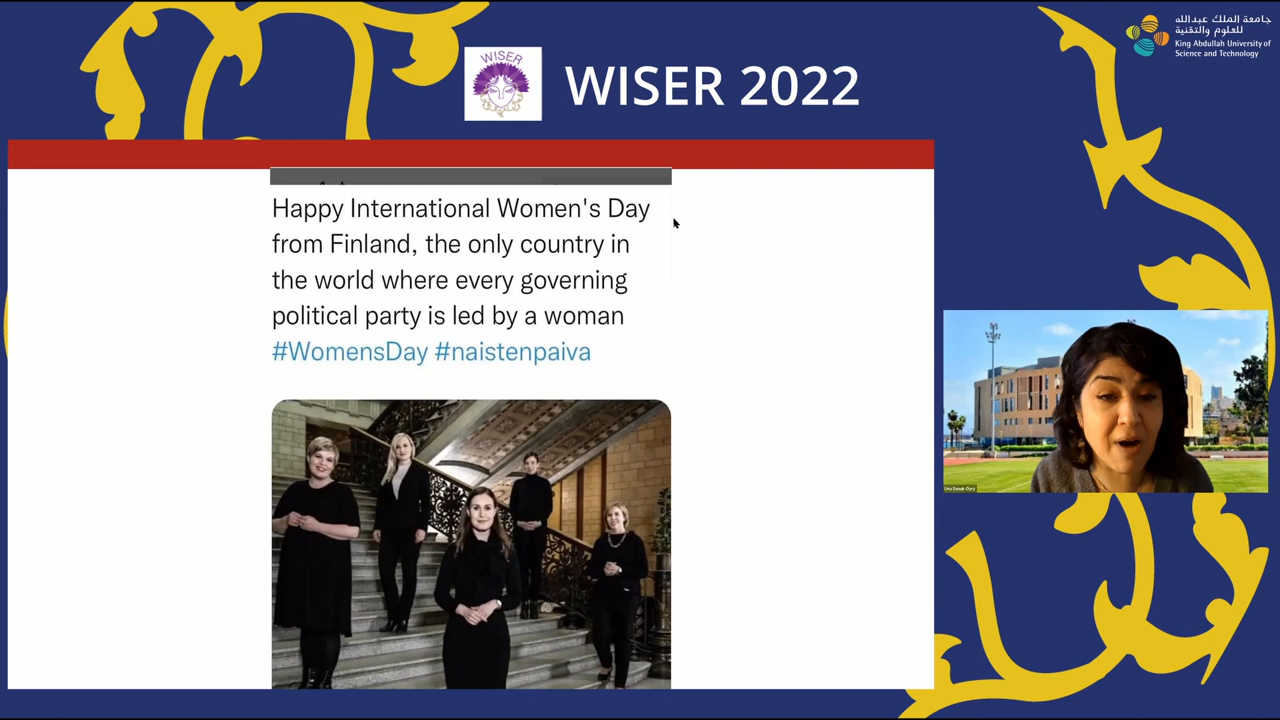 جامعة الملك عبدالله
للعلوم والتقنية
King Abdullah University of
Science and Technology
WISER
WISER 2022
Happy International Women's Day
from Finland, the only country in
the world where every governing
political party is led by a woman
#WomensDay #naistenpaiva